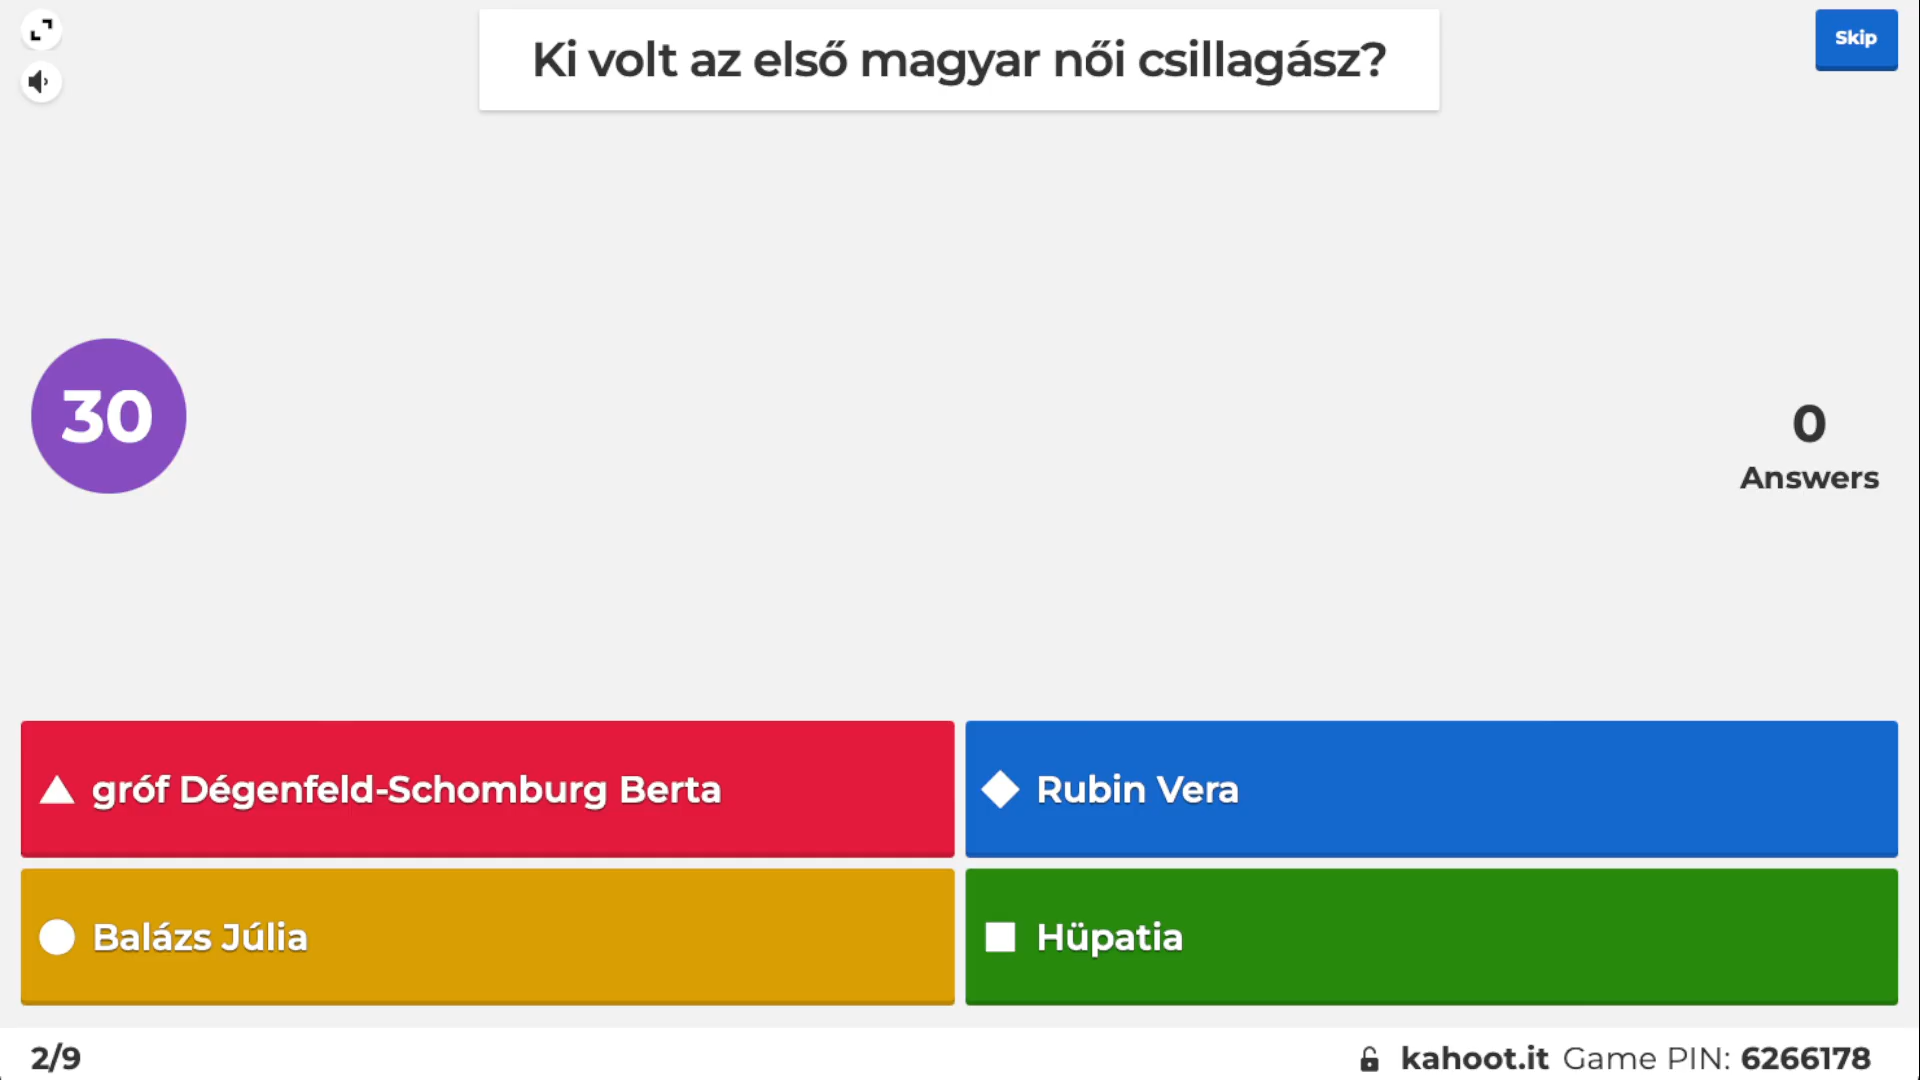 Ki volt az első magyar női csillagász?
Skip
30
0
Answers
gróf Dégenfeld-Schomburg Berta
Rubin Vera
Balázs Júlia
Hüpatia
2/9
kahoot.it Game PIN: 6266178